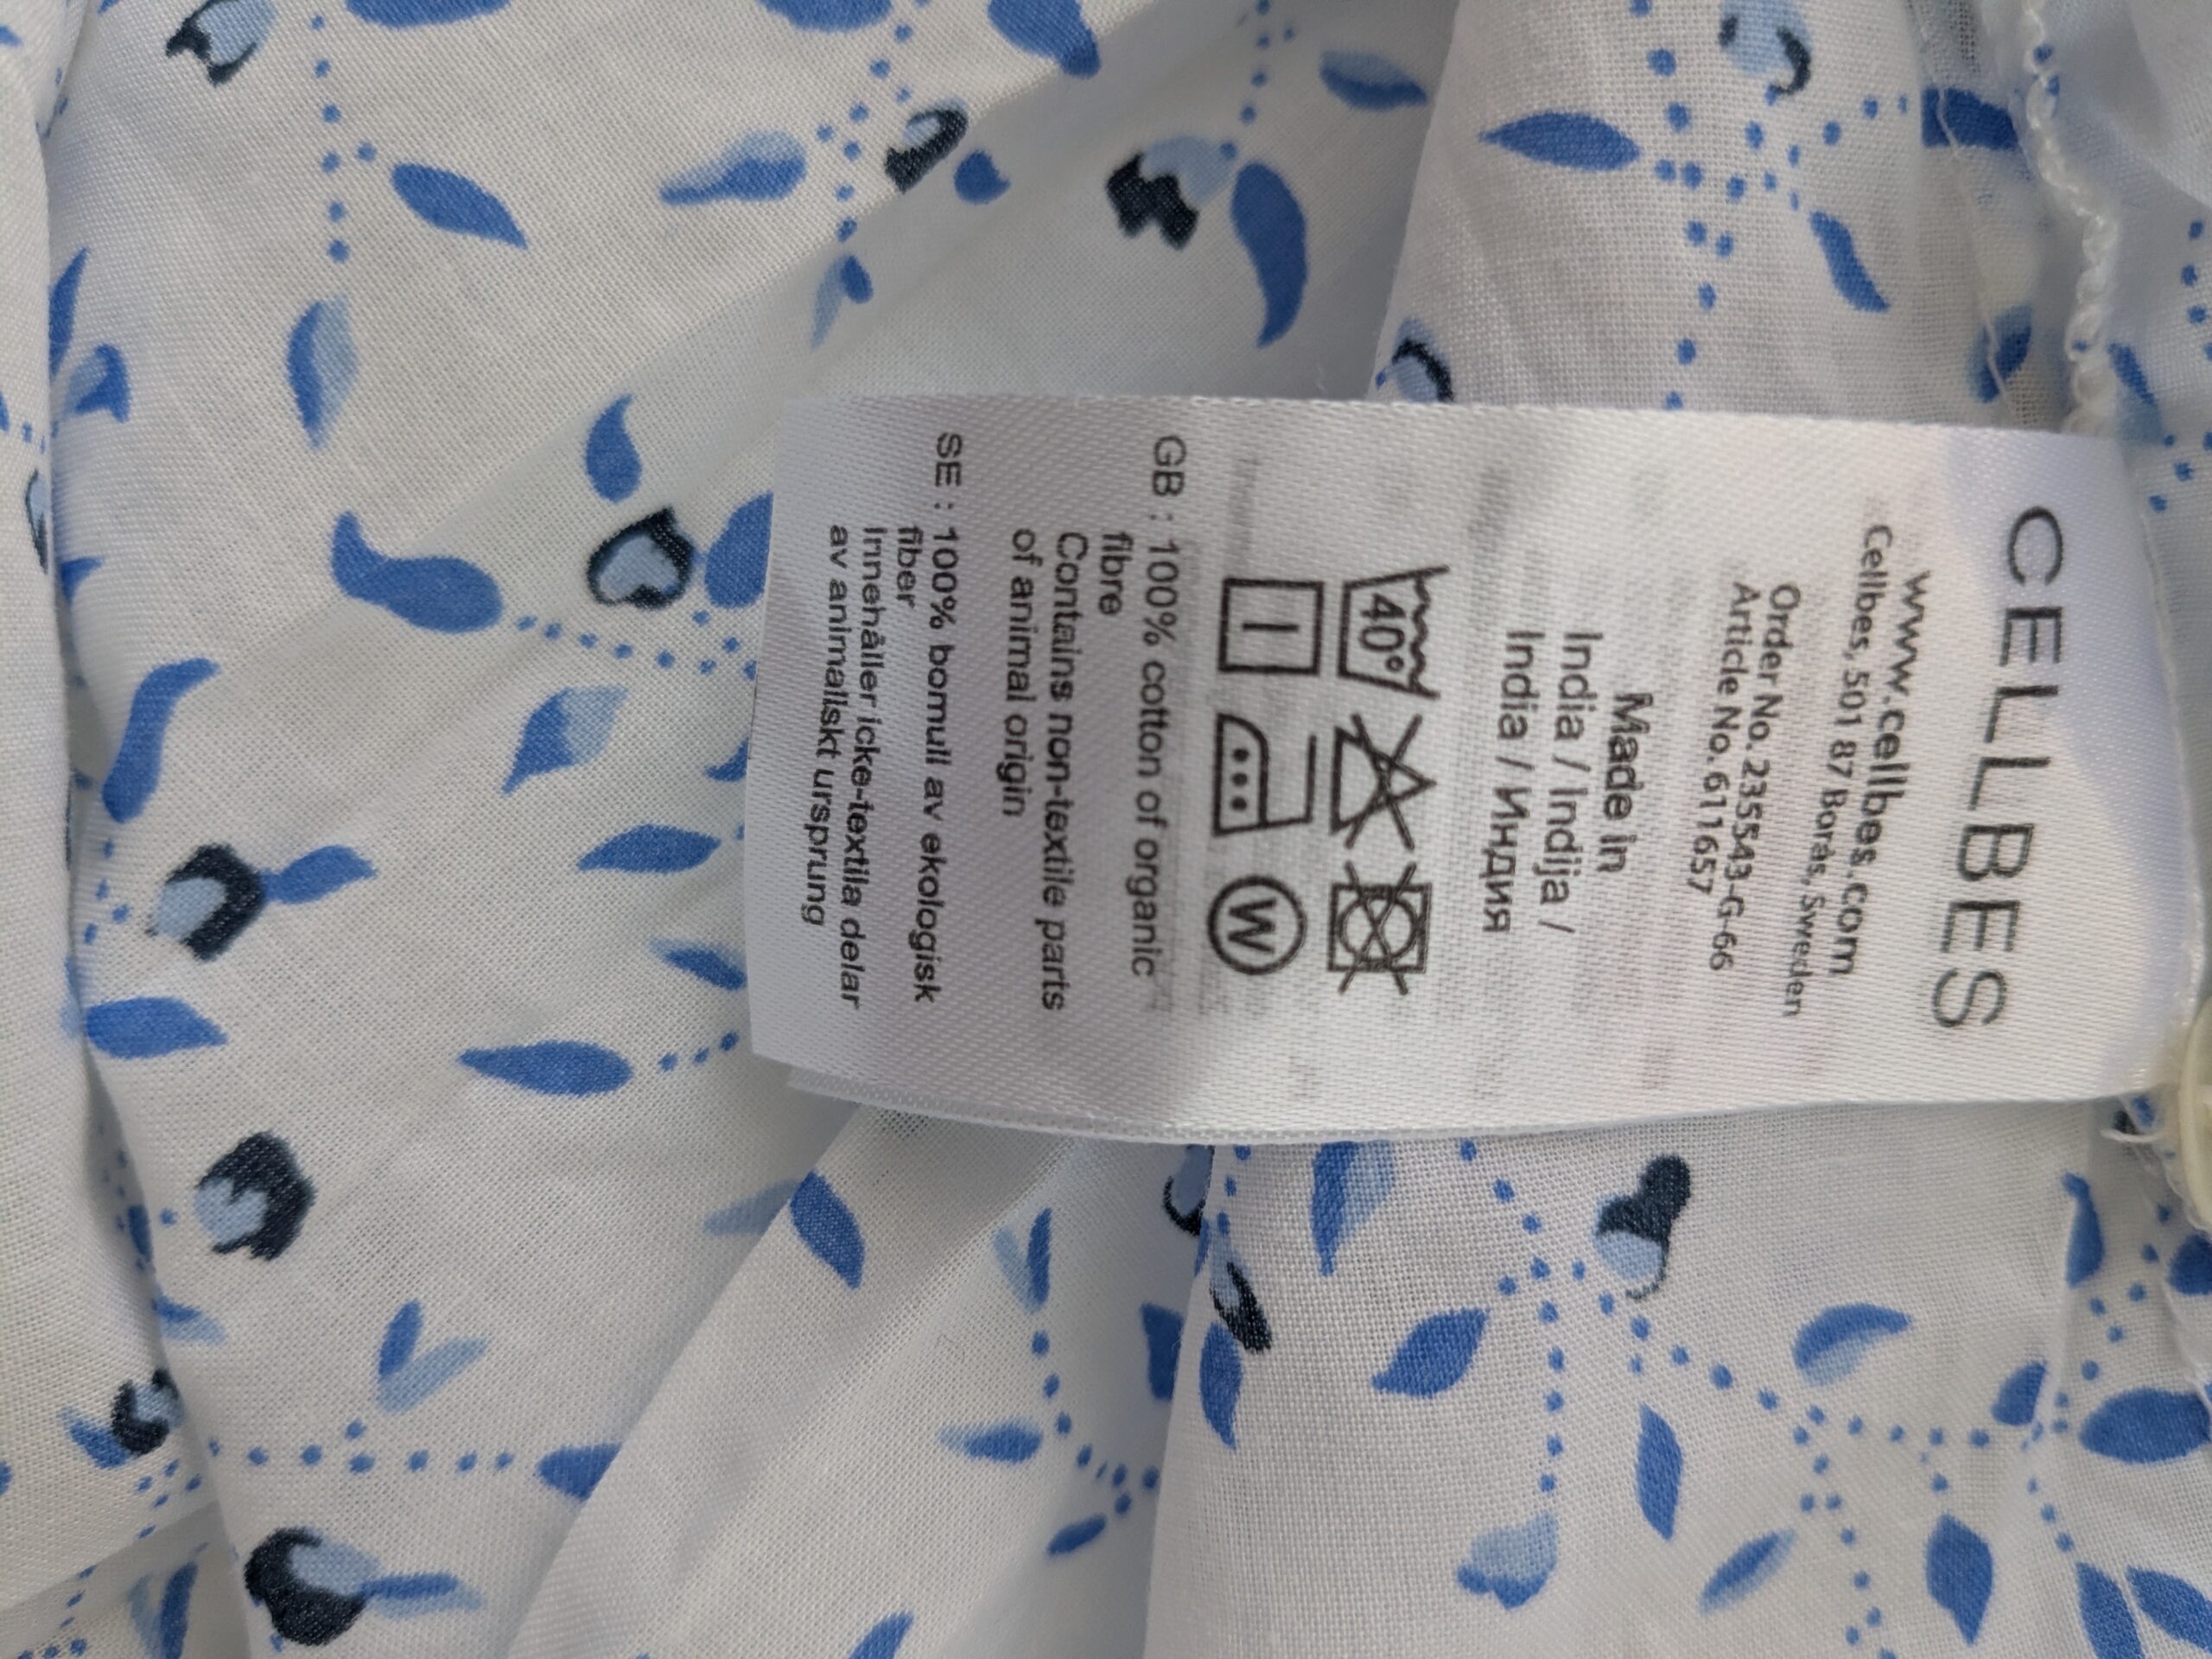 CELLBES
www.cellbes.com
Cellbes, 501 87 Borås, Sweden
Order No. 235543-G-66
Article No. 611657
Made in
India / Indija /
India / Индия
40°
W
GB : 100% cotton of organic
fibre
Contains non-textile parts
of animal origin
SE : 100% bomull av ekologisk
fiber
Innehåller icke-textila delar
av animaliskt ursprung